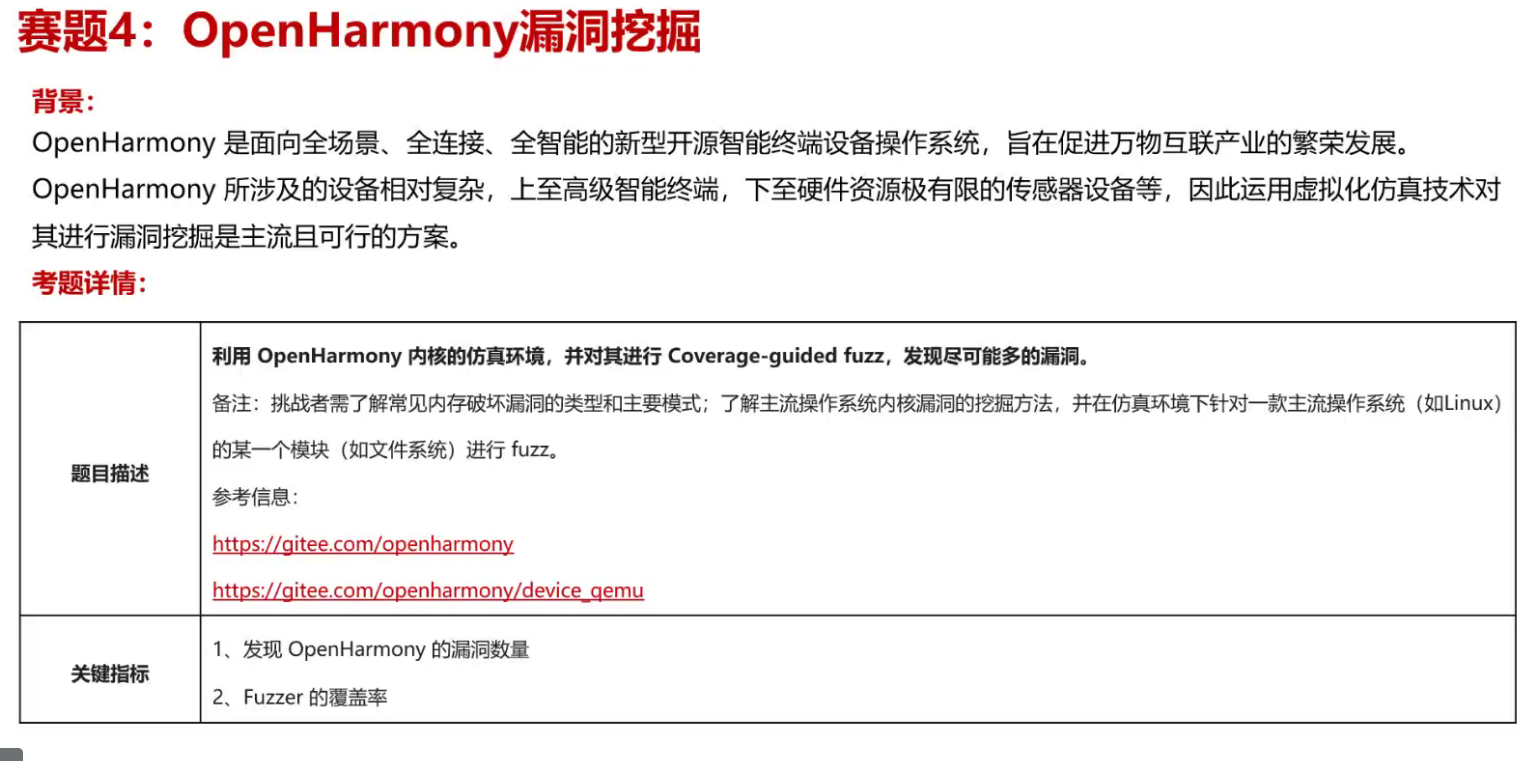 赛题4：OpenHarmony漏洞挖掘
背景：
OpenHarmony 是面向全场景、全连接、全智能的新型开源智能终端设备操作系统，旨在促进万物互联产业的繁荣发展。
OpenHarmony 所涉及的设备相对复杂，上至高级智能终端，下至硬件资源极有限的传感器设备等，因此运用虚拟化仿真技术对
其进行漏洞挖掘是主流且可行的方案。
考题详情：
题目描述
利用 OpenHarmony 内核的仿真环境，并对其进行 Coverage-guided fuzz，发现尽可能多的漏洞。
备注：挑战者需了解常见内存破坏漏洞的类型和主要模式；了解主流操作系统内核漏洞的挖掘方法，并在仿真环境下针对一款主流操作系统（如Linux）
的某一个模块（如文件系统）进行 fuzz。
参考信息：
https://gitee.com/openharmony
https://gitee.com/openharmony/device_qemu
关键指标
1、发现 OpenHarmony 的漏洞数量
2、Fuzzer 的覆盖率